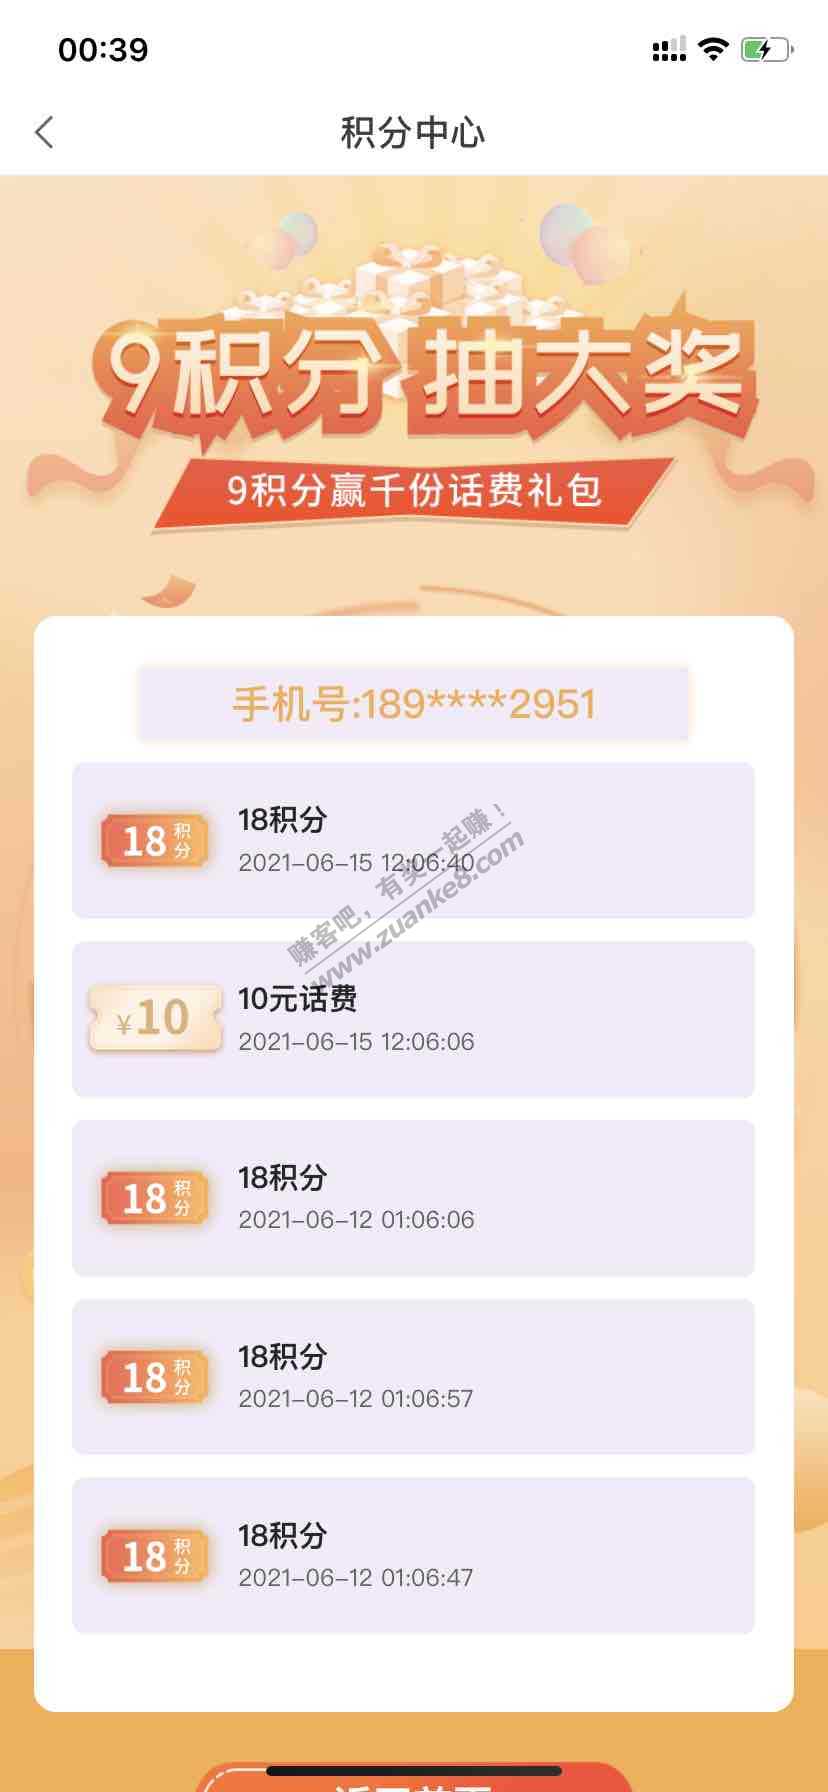 00:39
积分中心
9积分 抽大奖
9积分赢千份话费礼包
手机号:189****2951
18积分
18积分
2021-06-15 12:06:40
赚客吧，有奖一起赚！
www.zuanke8.com
¥10
10元话费
2021-06-15 12:06:06
18积分
18积分
2021-06-12 01:06:06
18积分
18积分
2021-06-12 01:06:57
18积分
18积分
2021-06-12 01:06:47